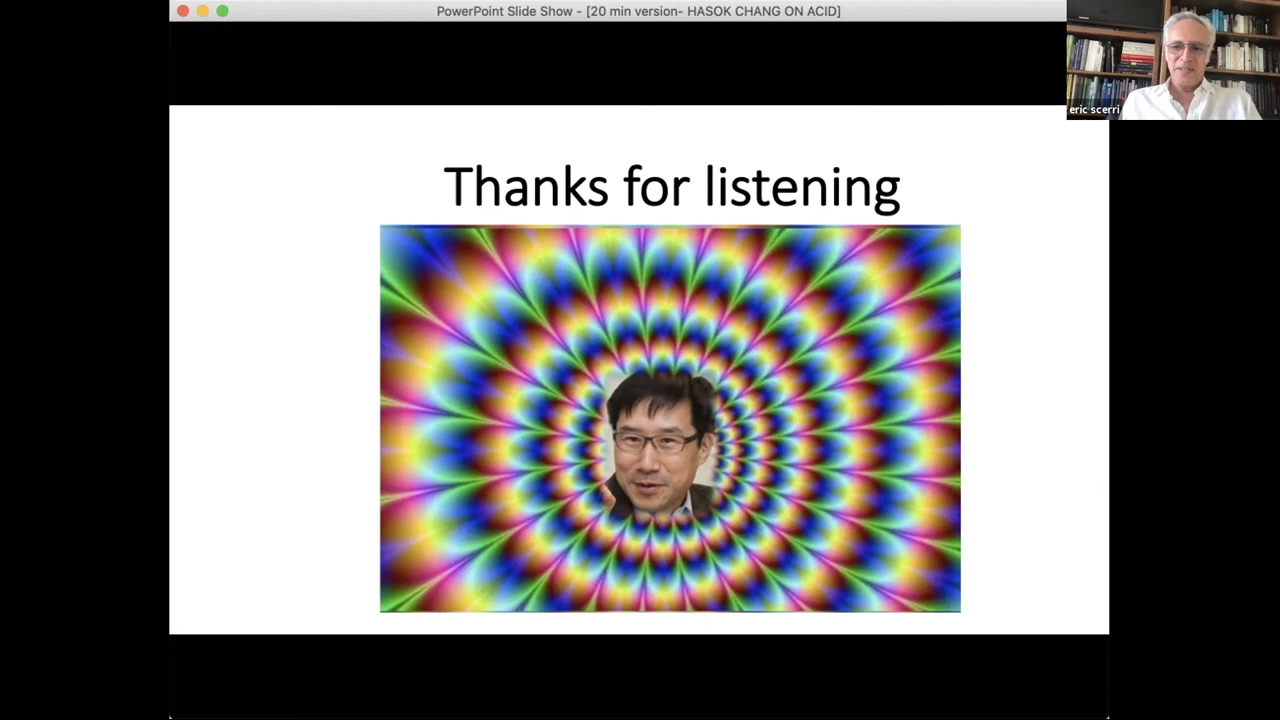 PowerPoint Slide Show - [20 min version- HASOK CHANG ON ACID]
eric scerri
Thanks for listening